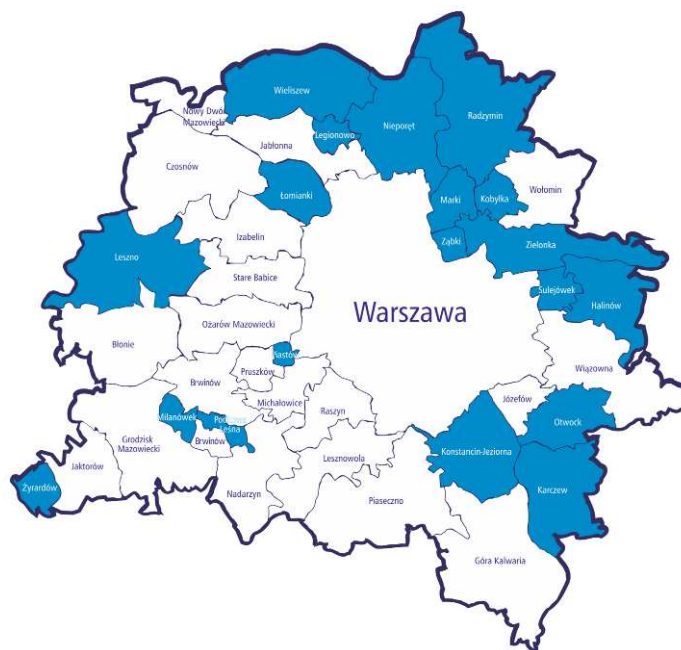 Wieliszew
Nowy Dwór
Mazowiecki
Legionowo
Nieporęt
Radzymin
Jabłonna
Czosnów
Łomianki
Marki
Kobyłka
Wołomin
Izabelin
Ząbki
Zielonka
Leszno
Stare Babice
Sulejówek
Halinów
Ożarów Mazowiecki
Warszawa
Błonie
Piastów
Pruszków
Wiązowna
Brwinów
Michałowice
Józefów
Milanówek
Raszyn
Otwock
Leśna
Brwinów
Grodzisk
Mazowiecki
Lesznowola
Konstancin-Jeziorna
Jaktorów
Żyrardów
Nadarzyn
Piaseczno
Karczew
Góra Kalwaria